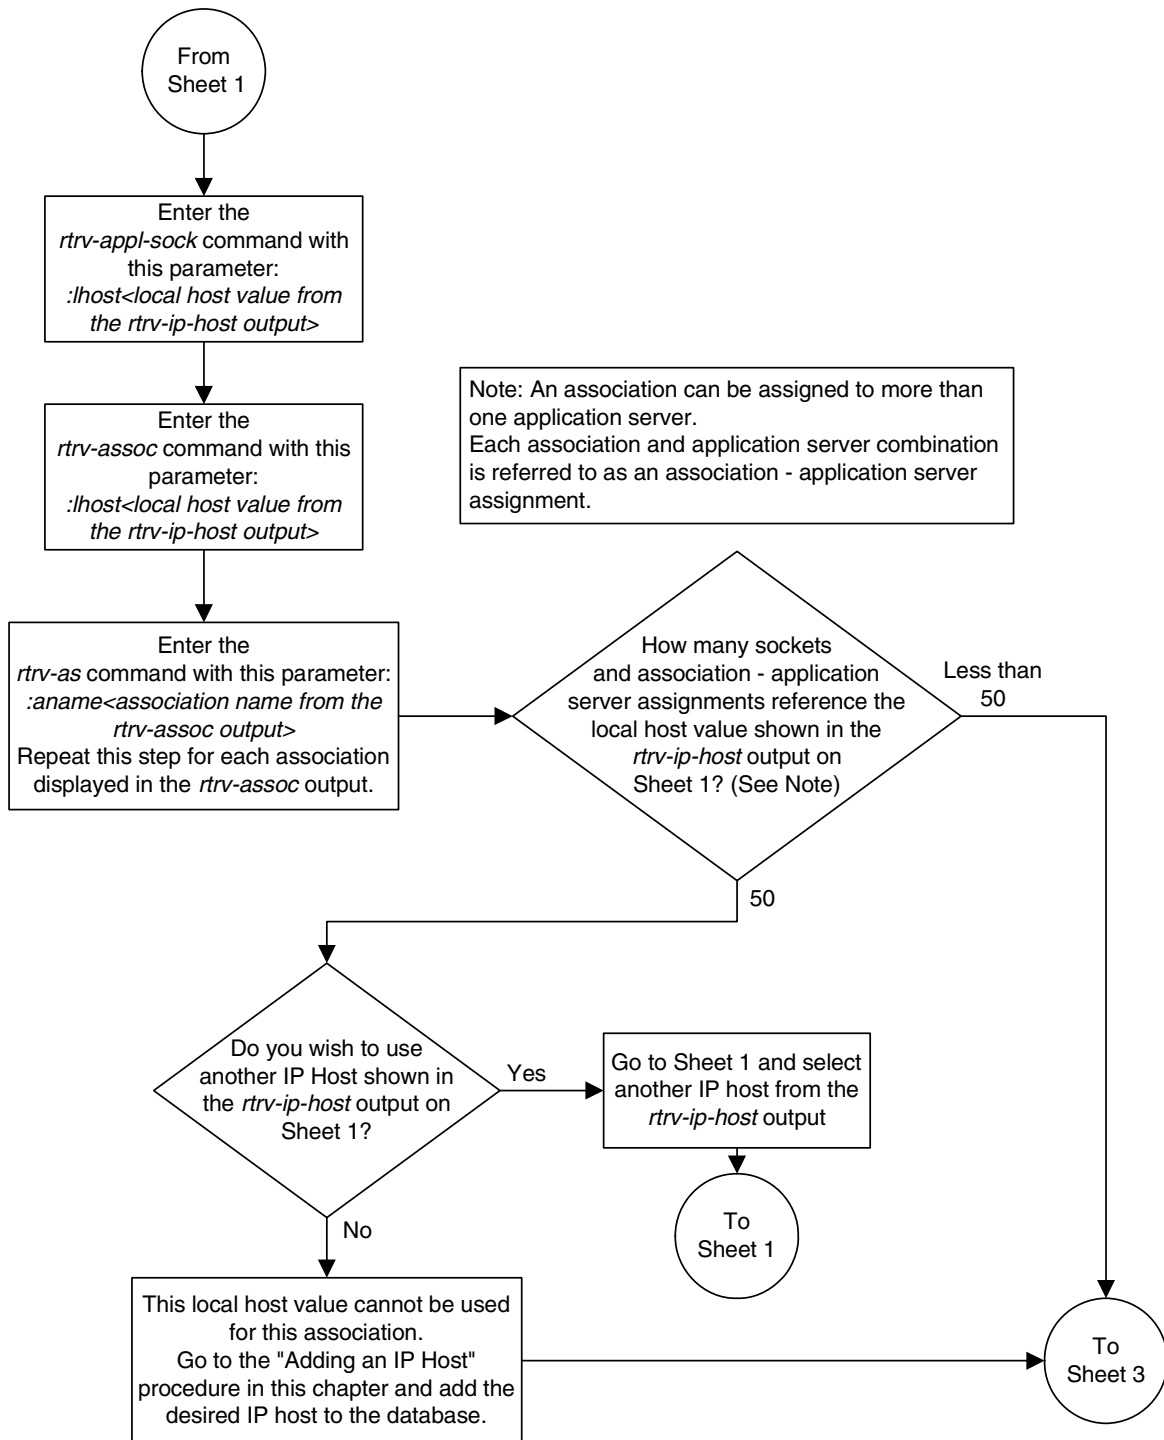 From
Sheet 1
Enter the
rtrv-appl-sock command with
this parameter:
:lhost<local host value from
the rtrv-ip-host output>
Enter the
rtrv-assoc command with this
parameter:
:lhost<local host value from
the rtrv-ip-host output>
Note: An association can be assigned to more than
one application server.
Each association and application server combination
is referred to as an association - application server
assignment.
Enter the
rtrv-as command with this parameter:
:aname<association name from the
rtrv-assoc output>
Repeat this step for each association
displayed in the rtrv-assoc output.
How many sockets
and association - application
server assignments reference the
local host value shown in the
rtrv-ip-host output on
Sheet 1? (See Note)
Less than
50
50
Do you wish to use
another IP Host shown in
the rtrv-ip-host output on
Sheet 1?
Yes
Go to Sheet 1 and select
another IP host from the
rtrv-ip-host output
To
Sheet 1
No
This local host value cannot be used
for this association.
Go to the "Adding an IP Host"
procedure in this chapter and add the
desired IP host to the database.
To
Sheet 3